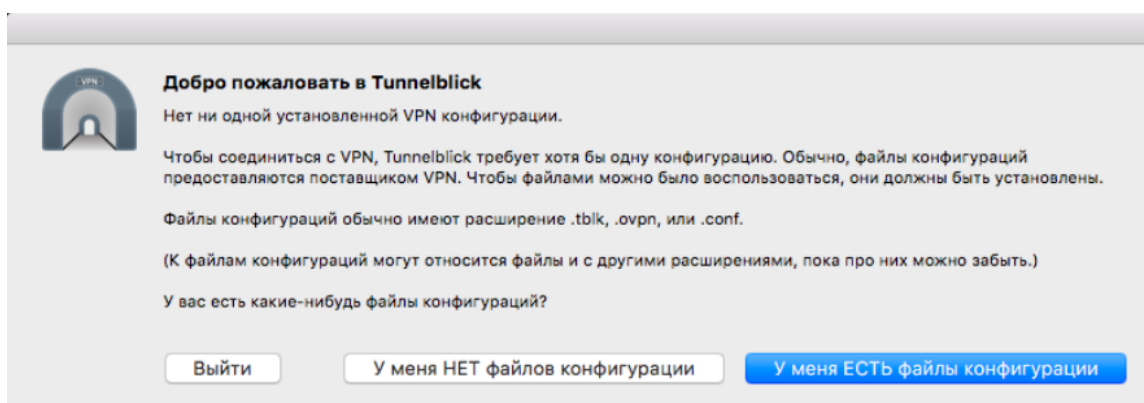 VPN
Добро пожаловать в Tunnelblick
Нет ни одной установленной VPN конфигурации.
Чтобы соединиться с VPN, Tunnelblick требует хотя бы одну конфигурацию. Обычно, файлы конфигураций
предоставляются поставщиком VPN. Чтобы файлами можно было воспользоваться, они должны быть установлены.
Файлы конфигураций обычно имеют расширение .tblk, .ovpn, или .conf.
(К файлам конфигураций могут относится файлы и с другими расширениями, пока про них можно забыть.)
У вас есть какие-нибудь файлы конфигураций?
Выйти
У меня НЕТ файлов конфигурации
У меня ЕСТЬ файлы конфигурации